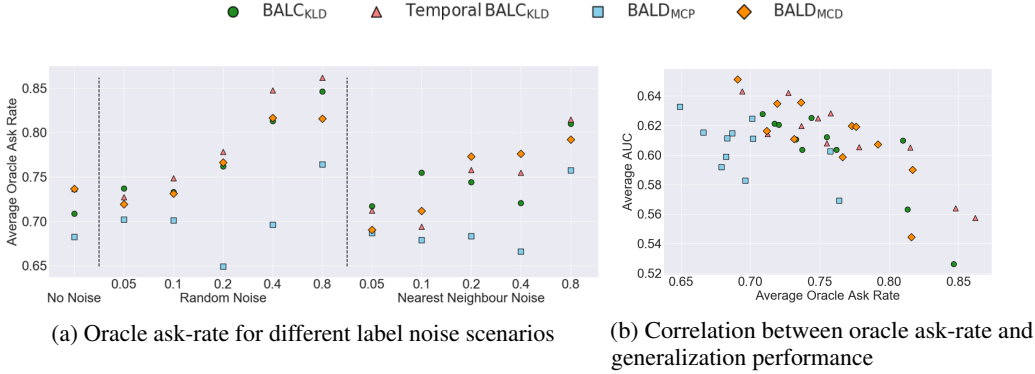 BALC_KLD Temporal BALC_KLD BALD_MCP BALD_MCD
Average Oracle Ask Rate
0.85
0.80
0.75
0.70
0.65
No Noise 0.05 0.1 0.2 0.4 0.8 0.05 0.1 0.2 0.4 0.8
Random Noise Nearest Neighbour Noise
(a) Oracle ask-rate for different label noise scenarios
Average AUC
0.64
0.62
0.60
0.58
0.56
0.54
0.52
0.65 0.70 0.75 0.80 0.85
Average Oracle Ask Rate
(b) Correlation between oracle ask-rate and
generalization performance